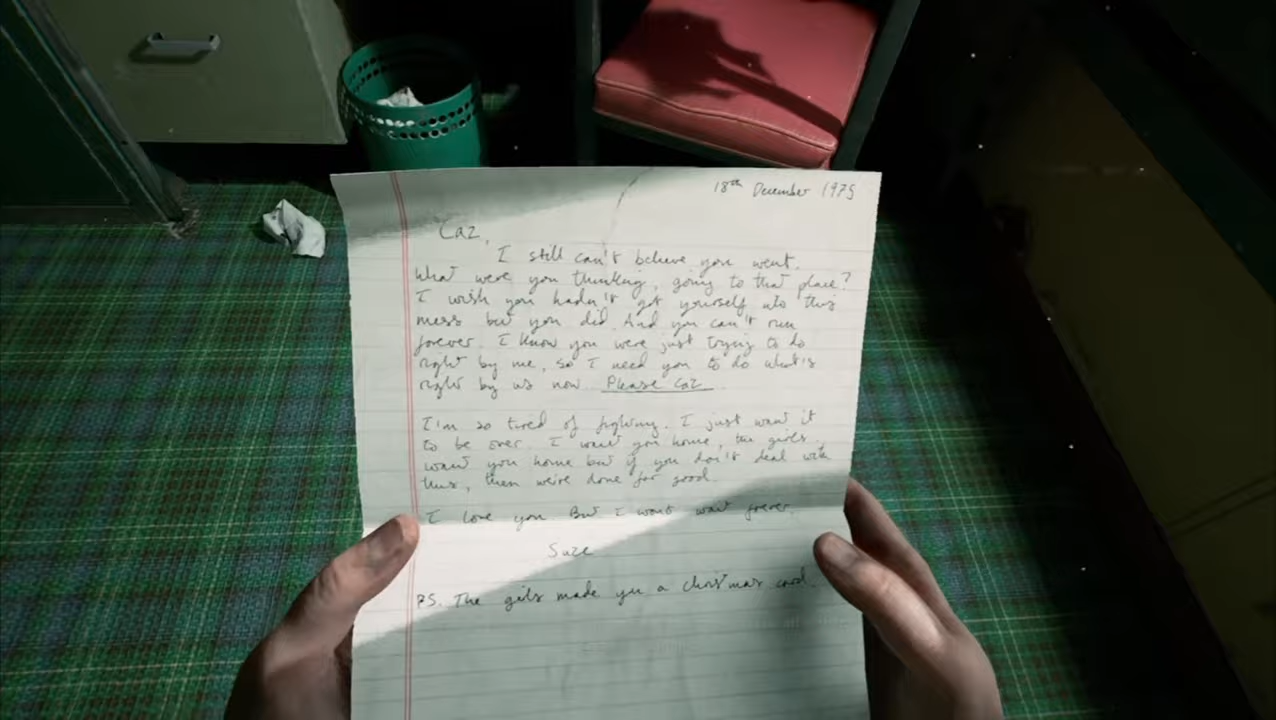 18th December 1975
Caz,
I still can't believe you went.
What were you thinking, going to that place?
I wish you hadn't got yourself into this
mess but you did. And you can't run
forever. I know you were just trying to do
right by me, so I need you to do what's
right by us now. Please Caz.
I'm so tired of fighting. I just want it
to be over. I want you home, the girls
want you home but if you don't deal with
this, then we're done for good.
I love you. But I won't wait forever.
Suze
P.S. The girls made you a Christmas card.